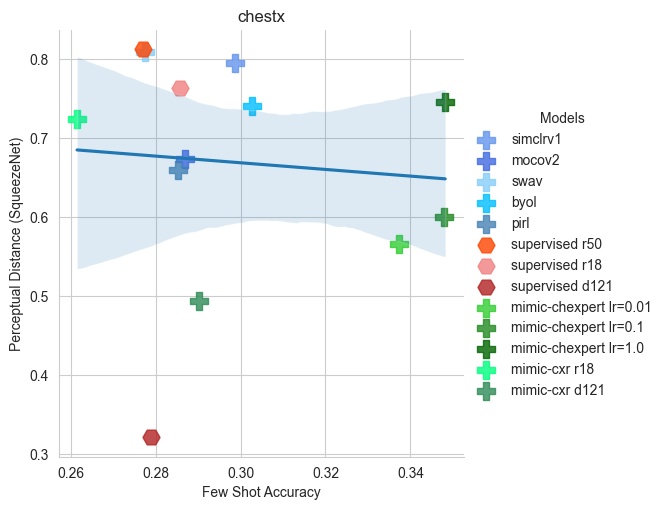 chestx
0.8
0.7
0.6
0.5
0.4
0.3
Perceptual Distance (SqueezeNet)
0.26
0.28
0.30
0.32
0.34
Few Shot Accuracy
Models
simclrv1
mocov2
swav
byol
pirl
supervised r50
supervised r18
supervised d121
mimic-chexpert lr=0.01
mimic-chexpert lr=0.1
mimic-chexpert lr=1.0
mimic-cxr r18
mimic-cxr d121